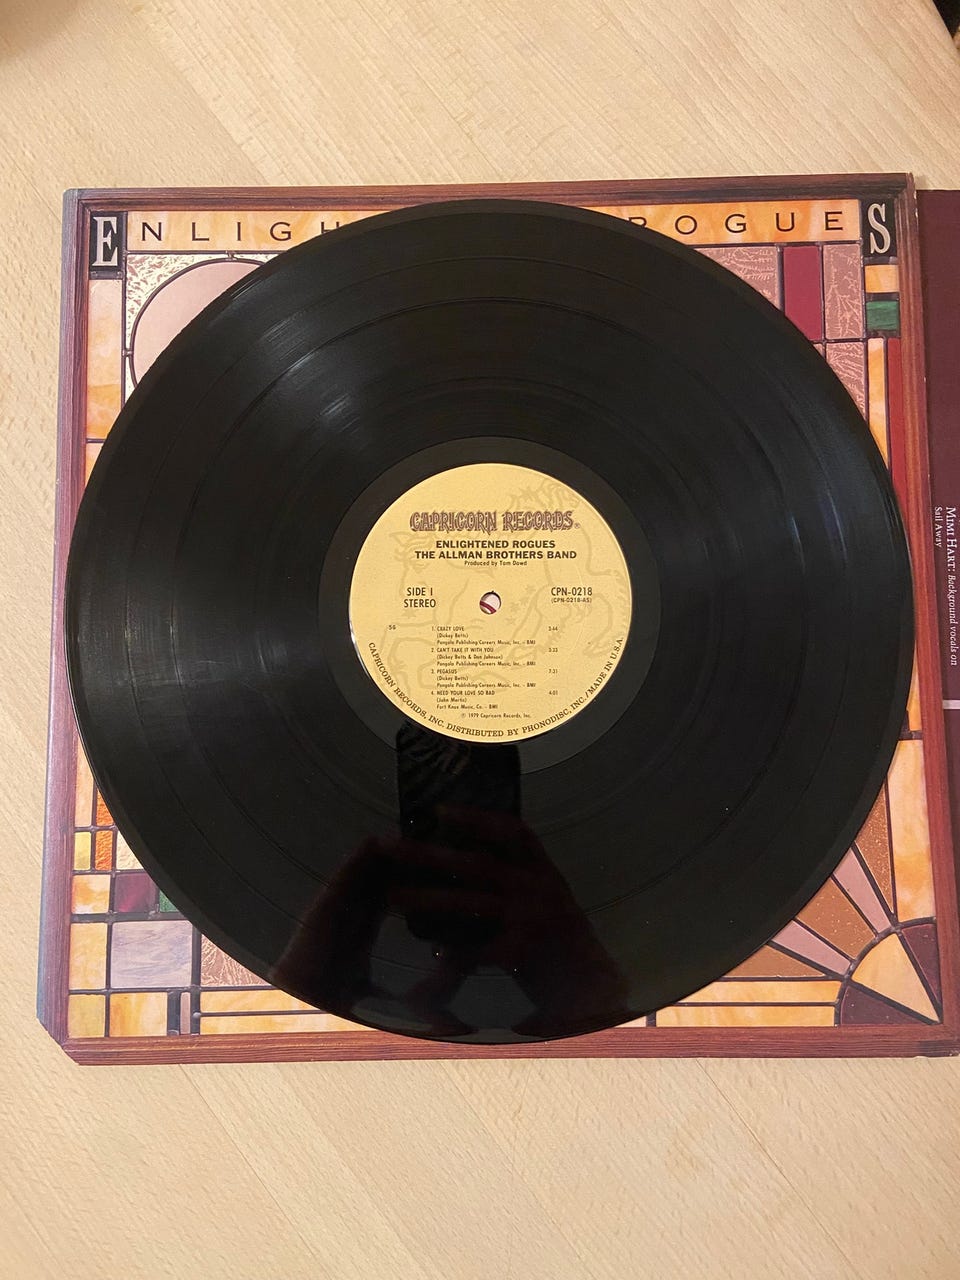 ENLIGH ROGUES
CAPRICORN RECORDS®
ENLIGHTENED ROGUES
THE ALLMAN BROTHERS BAND
Produced by Tom Dowd
SIDE I
STEREO
CPN-0218
(CPN-0218-AS)
56
1. CRAZY LOVE 3:44
(Dickey Betts)
Pangola Publishing/Careers Music, Inc. - BMI
2. CAN'T TAKE IT WITH YOU 3:33
(Dickey Betts & Don Johnson)
Pangola Publishing/Careers Music, Inc. - BMI
3. PEGASUS 7:31
(Dickey Betts)
Pangola Publishing/Careers Music, Inc. - BMI
4. NEED YOUR LOVE SO BAD 4:01
(John Mertis)
Fort Knox Music, Co. - BMI
℗ 1979 Capricorn Records, Inc.
CAPRICORN RECORDS, INC. DISTRIBUTED BY PHONODISC, INC./MADE IN U.S.A.
MIMI HART: Background vocals on
Sail Away